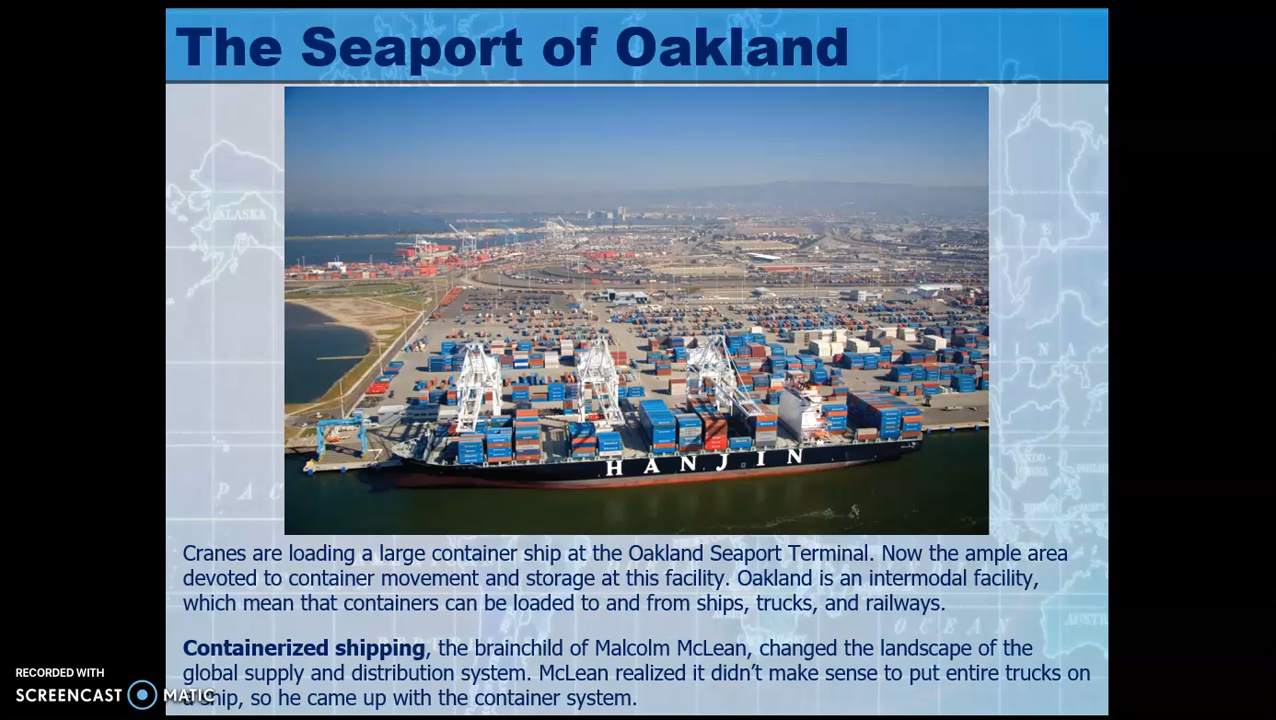 The Seaport of Oakland
ALASKA
HANJIN
Cranes are loading a large container ship at the Oakland Seaport Terminal. Now the ample area
devoted to container movement and storage at this facility. Oakland is an intermodal facility,
which mean that containers can be loaded to and from ships, trucks, and railways.
Containerized shipping, the brainchild of Malcolm McLean, changed the landscape of the
global supply and distribution system. McLean realized it didn't make sense to put entire trucks on
a ship, so he came up with the container system.
RECORDED WITH
SCREENCAST MATIC